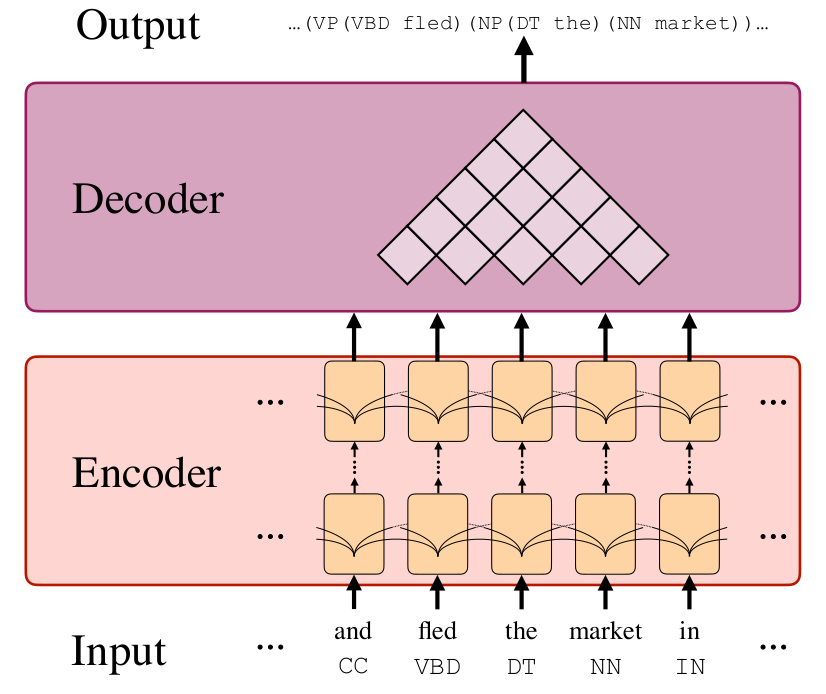 Output …(VP(VBD fled)(NP(DT the)(NN market))…
Decoder
... ...
Encoder
... ...
... and fled the market in ...
Input
CC VBD DT NN IN